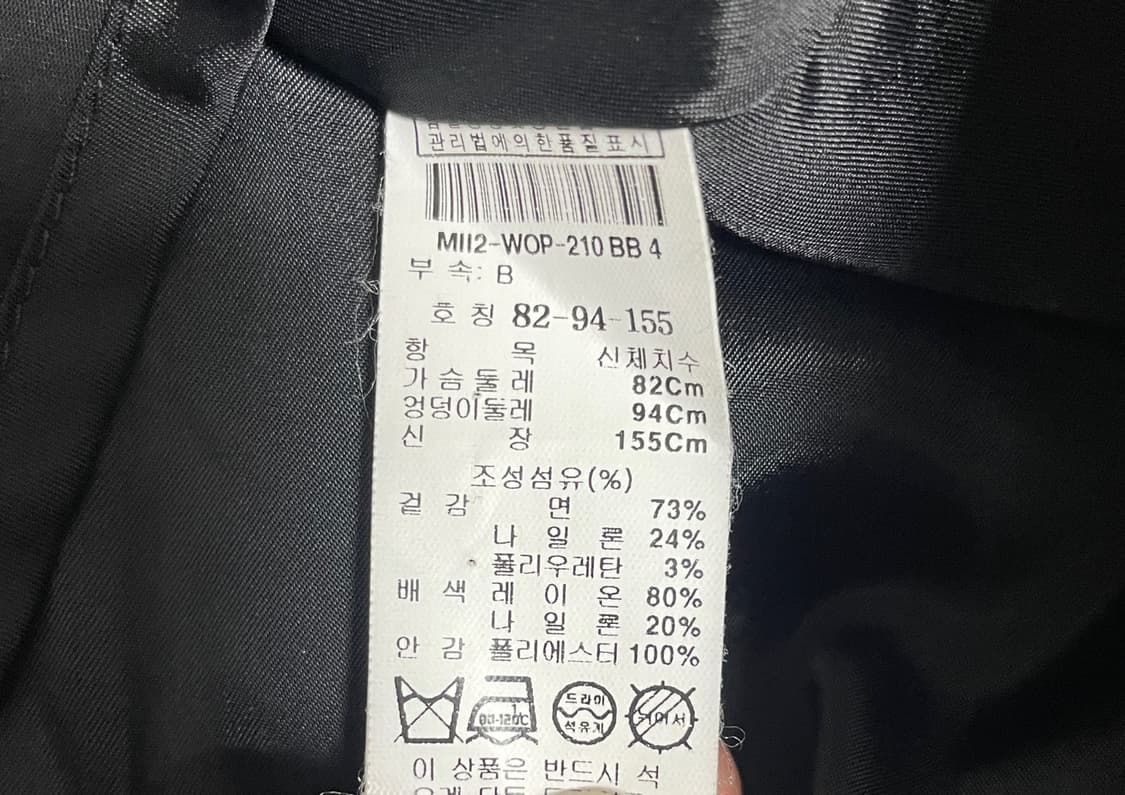 관리법에의한품질표시
MII2-WOP-210 BB 4
부 속: B
호 칭 82-94-155
항 목 신체치수
가슴둘레 82Cm
엉덩이둘레 94Cm
신 장 155Cm
조성섬유(%)
겉 감 면 73%
나 일 론 24%
폴리우레탄 3%
배 색 레 이 온 80%
나 일 론 20%
안 감 폴리에스터 100%
80-120℃
드라이
석유계
이 상품은 반드시 석